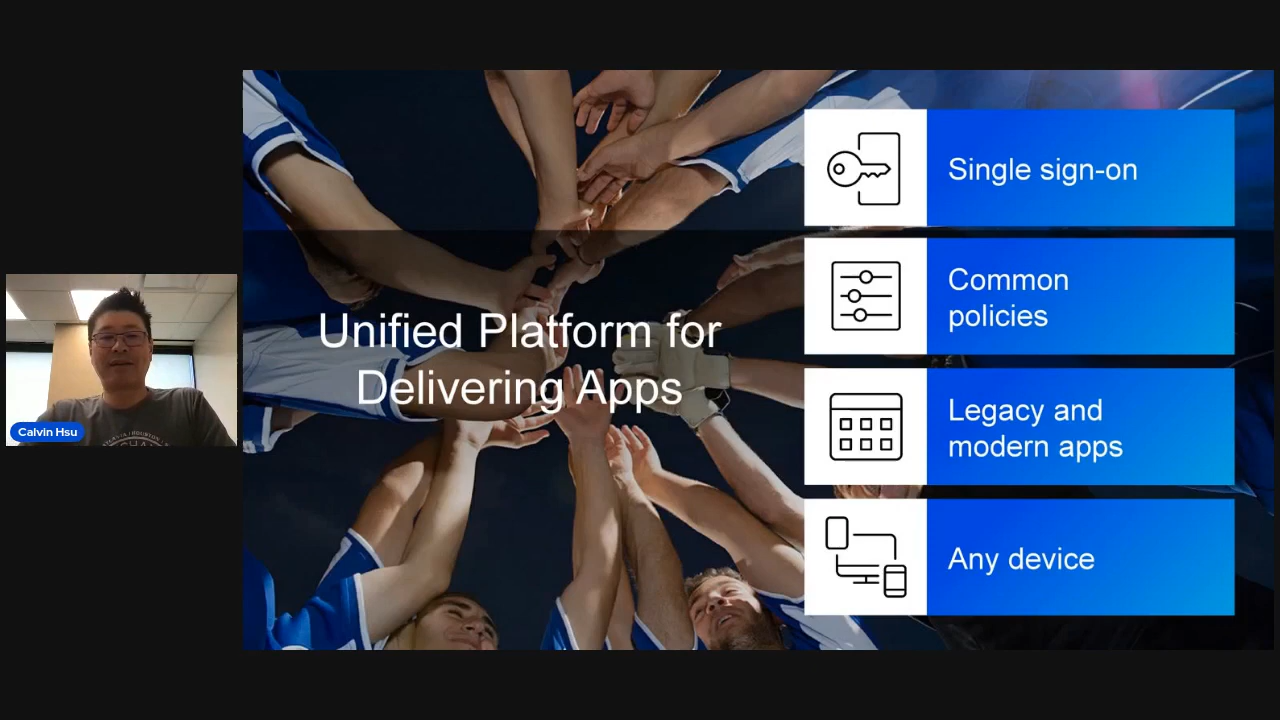 Unified Platform for
Delivering Apps
Single sign-on
Common
policies
Legacy and
modern apps
Any device
Calvin Hsu